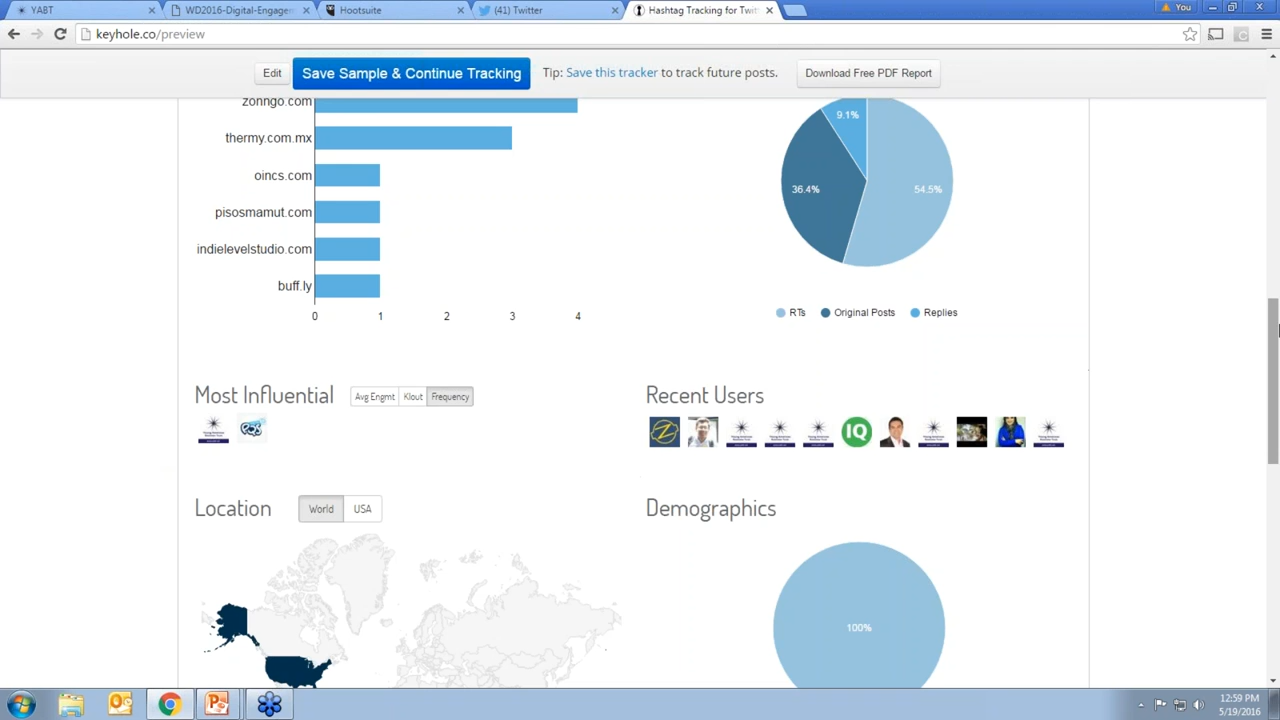 YABT
WD2016-Digital-Engagem
Hootsuite
(41) Twitter
Hashtag Tracking for Twit
You
keyhole.co/preview
Edit
Save Sample & Continue Tracking
Tip: Save this tracker to track future posts.
Download Free PDF Report
zonngo.com
thermy.com.mx
oincs.com
pisosmamut.com
indielevelstudio.com
buff.ly
0 1 2 3 4
9.1%
36.4%
54.5%
RTs Original Posts Replies
Most Influential
Avg Engmt Klout Frequency
Recent Users
IQ
Location
World USA
Demographics
100%
12:59 PM
5/19/2016